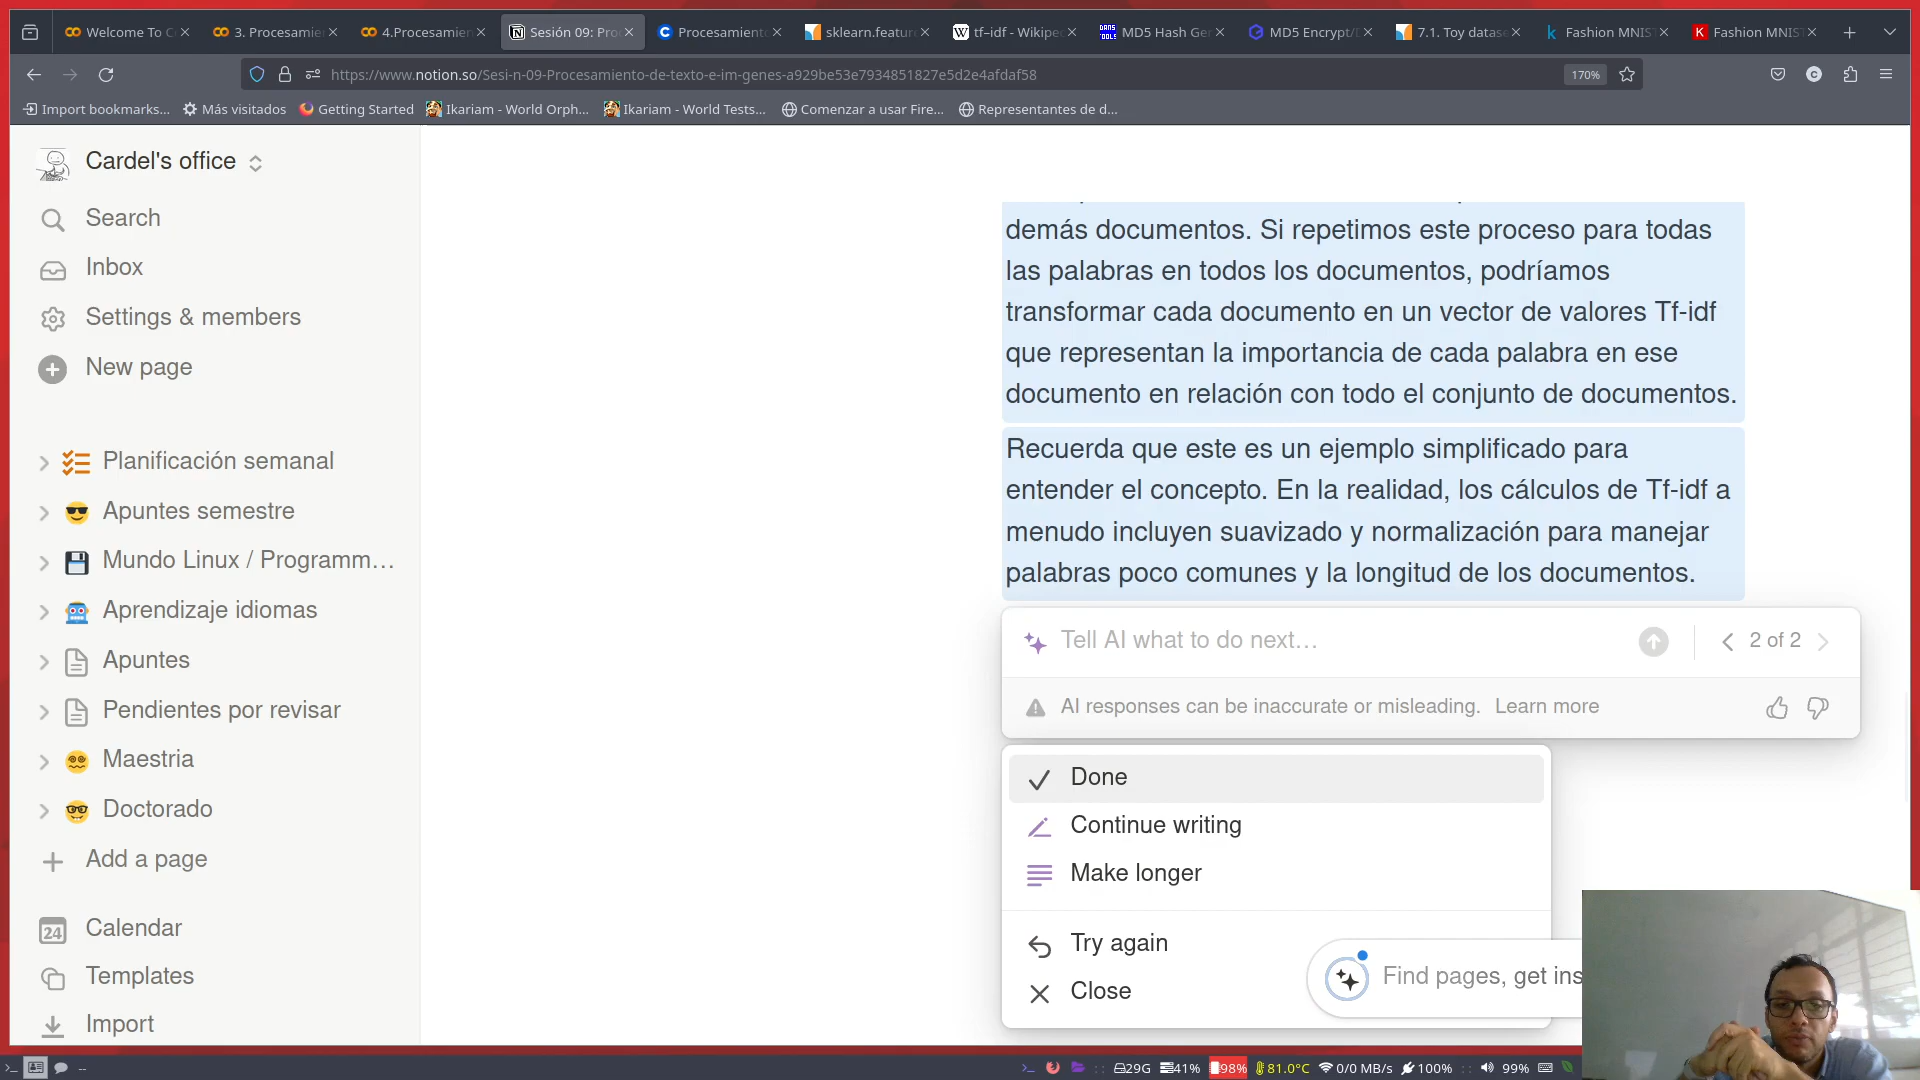 Welcome To C
3. Procesamie
4.Procesamien
Sesión 09: Pro
Procesamiento
sklearn.featur
tf–idf - Wikipe
MD5 Hash Ge
MD5 Encrypt/
7.1. Toy datase
Fashion MNIS
Fashion MNIS
https://www.notion.so/Sesi-n-09-Procesamiento-de-texto-e-im-genes-a929be53e7934851827e5d2e4afdaf58
170%
Import bookmarks...
Más visitados
Getting Started
Ikariam - World Orph...
Ikariam - World Tests...
Comenzar a usar Fire...
Representantes de d...
Cardel's office
Search
Inbox
Settings & members
New page
Planificación semanal
Apuntes semestre
Mundo Linux / Programm...
Aprendizaje idiomas
Apuntes
Pendientes por revisar
Maestria
Doctorado
Add a page
24
Calendar
Templates
Import
demás documentos. Si repetimos este proceso para todas
las palabras en todos los documentos, podríamos
transformar cada documento en un vector de valores Tf-idf
que representan la importancia de cada palabra en ese
documento en relación con todo el conjunto de documentos.
Recuerda que este es un ejemplo simplificado para
entender el concepto. En la realidad, los cálculos de Tf-idf a
menudo incluyen suavizado y normalización para manejar
palabras poco comunes y la longitud de los documentos.
Tell AI what to do next...
2 of 2
AI responses can be inaccurate or misleading. Learn more
Done
Continue writing
Make longer
Try again
Close
Find pages, get ins
29G
41%
98%
81.0°C
0/0 MB/s
100%
99%